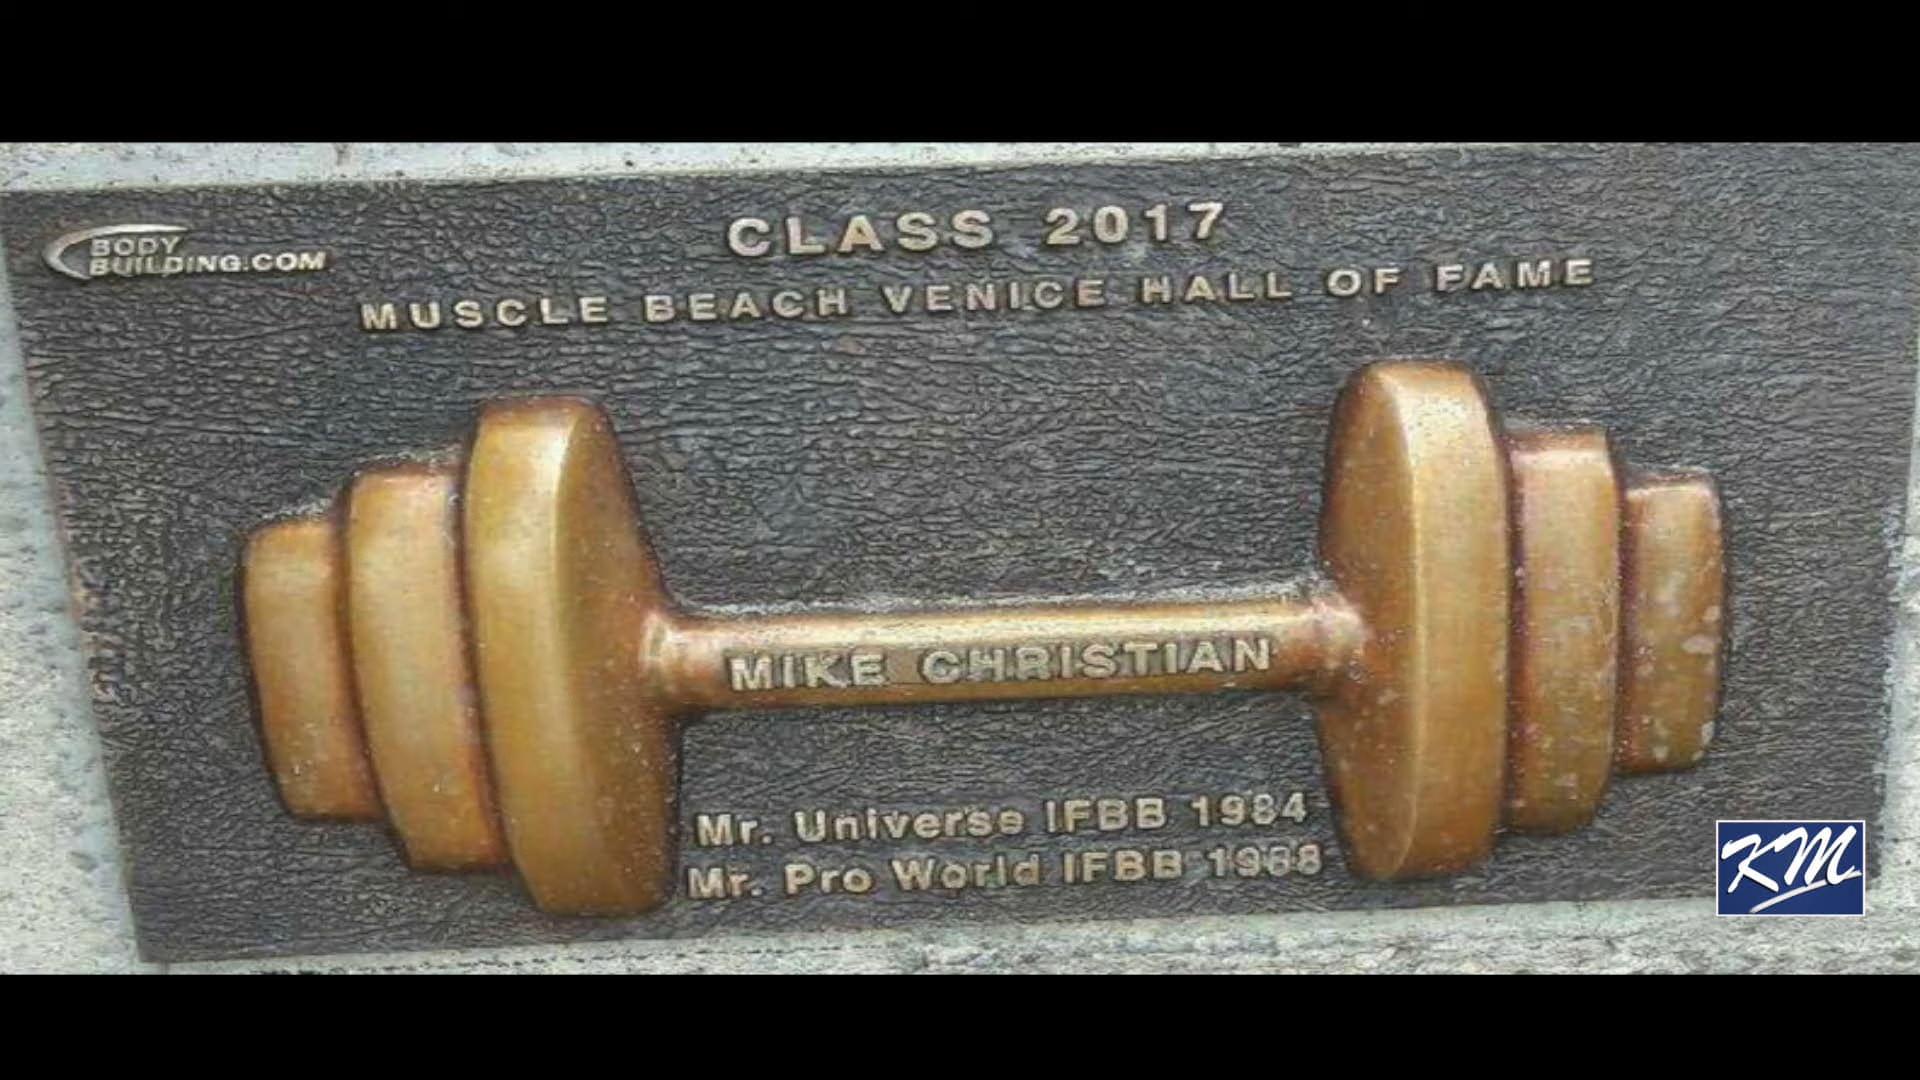 BODY
BUILDING.COM
CLASS 2017
MUSCLE BEACH VENICE HALL OF FAME
MIKE CHRISTIAN
Mr. Universe IFBB 1984
Mr. Pro World IFBB 1988
KM